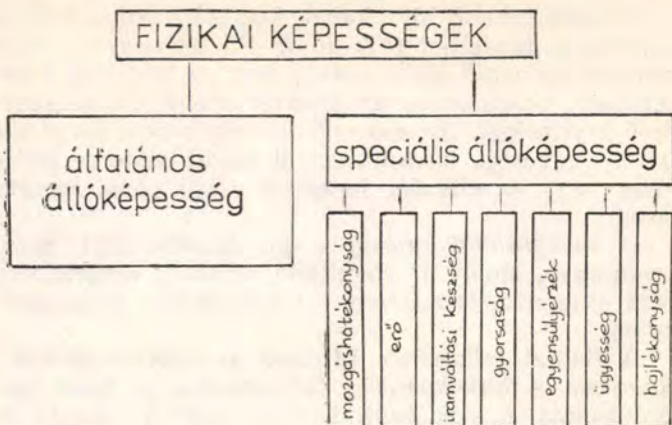 FIZIKAI KÉPESSÉGEK
általános
állóképesség
speciális állóképesség
mozgáshatékonyság
erő
iramváltási készség
gyorsaság
egyensúlyérzék
ügyesség
hajlékonyság